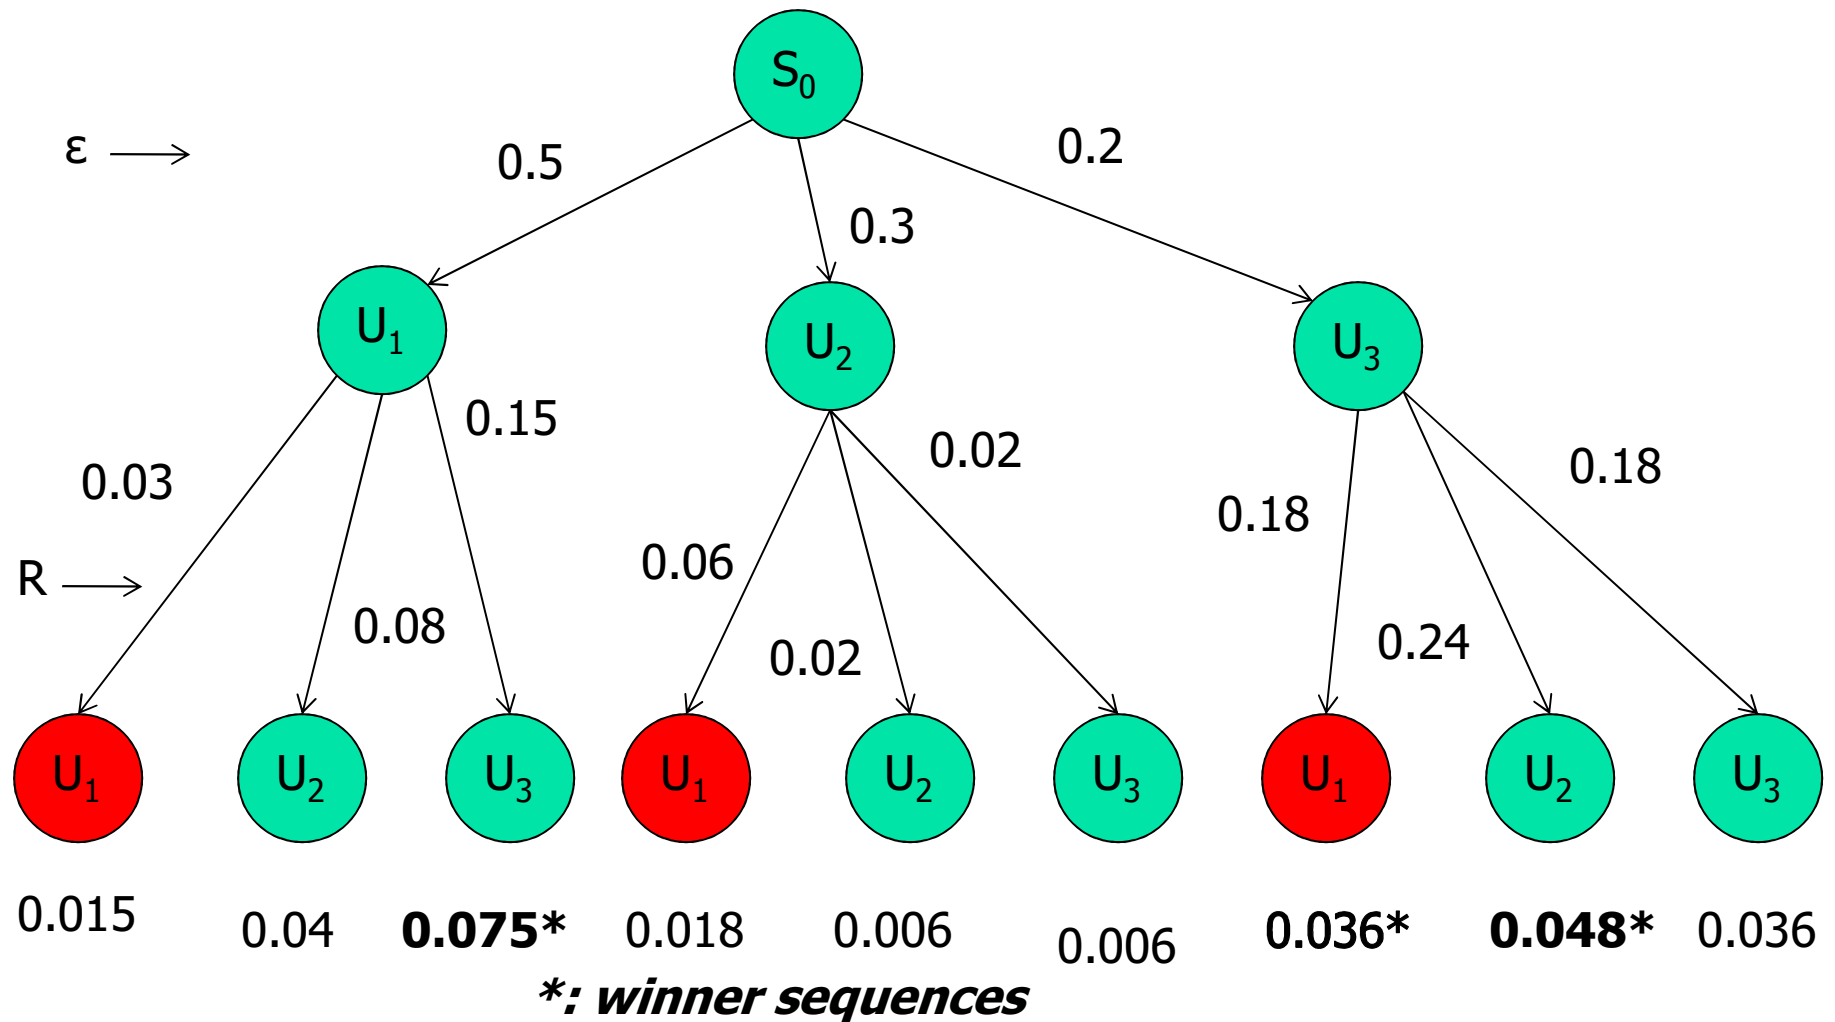 S₀
ε
0.5
0.3
0.2
U₁
U₂
U₃
0.03
0.08
0.15
0.06
0.02
0.02
0.18
0.24
0.18
R
U₁ U₂ U₃ U₁ U₂ U₃ U₁ U₂ U₃
0.015 0.04 0.075* 0.018 0.006 0.006 0.036* 0.048* 0.036
*: winner sequences